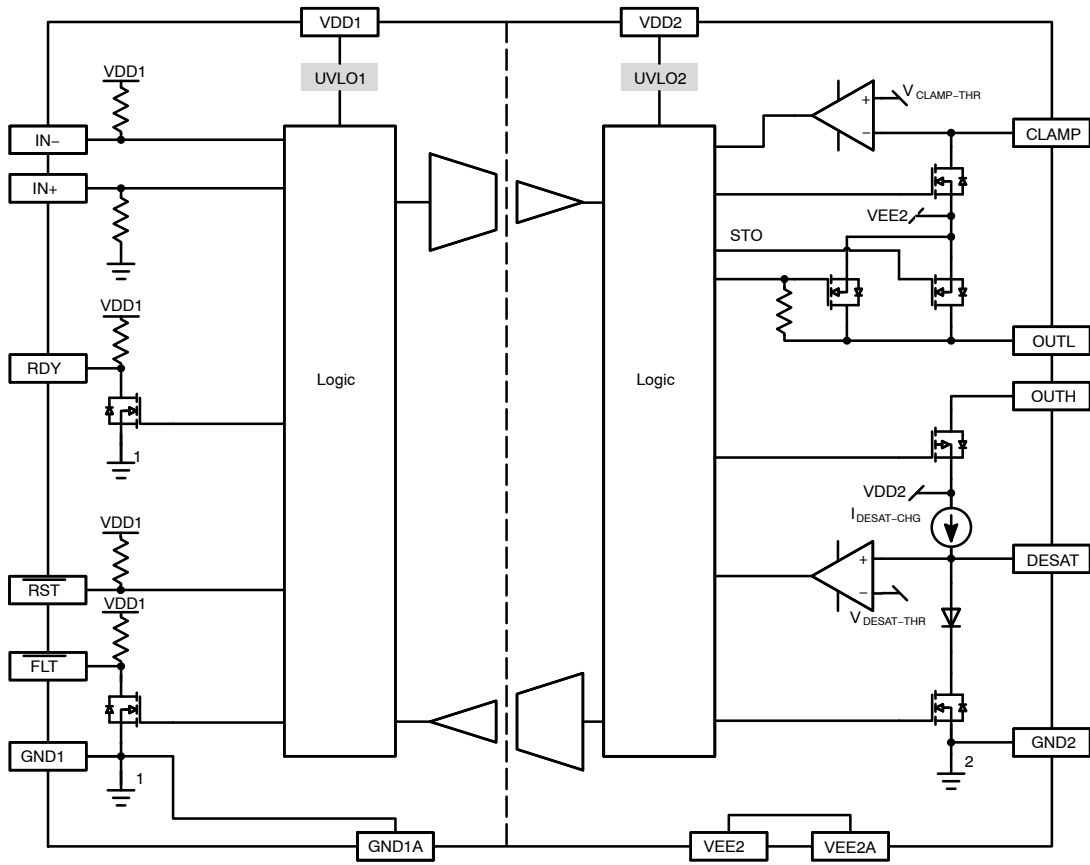 VDD1
VDD2
VDD1
UVLO1
UVLO2
V CLAMP−THR
+
−
IN−
CLAMP
IN+
VEE2
STO
VDD1
OUTL
RDY
Logic
Logic
OUTH
1
VDD2
I DESAT−CHG
VDD1
+
DESAT
RST
−
VDD1
V DESAT−THR
FLT
GND1
GND2
1
2
GND1A
VEE2
VEE2A